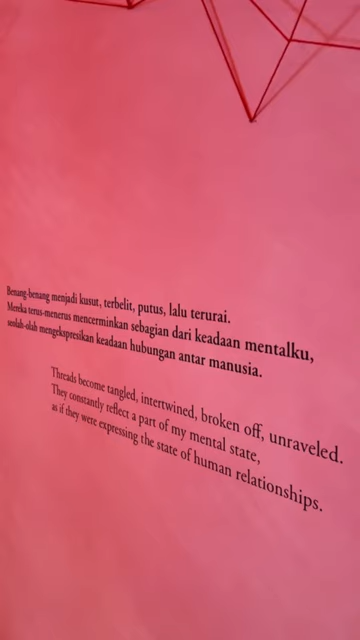 Benang-benang menjadi kusut, terbelit, putus, lalu terurai.
Mereka terus-menerus mencerminkan sebagian dari keadaan mentalku,
seolah-olah mengekspresikan keadaan hubungan antar manusia.
Threads become tangled, intertwined, broken off, unraveled.
They constantly reflect a part of my mental state,
as if they were expressing the state of human relationships.